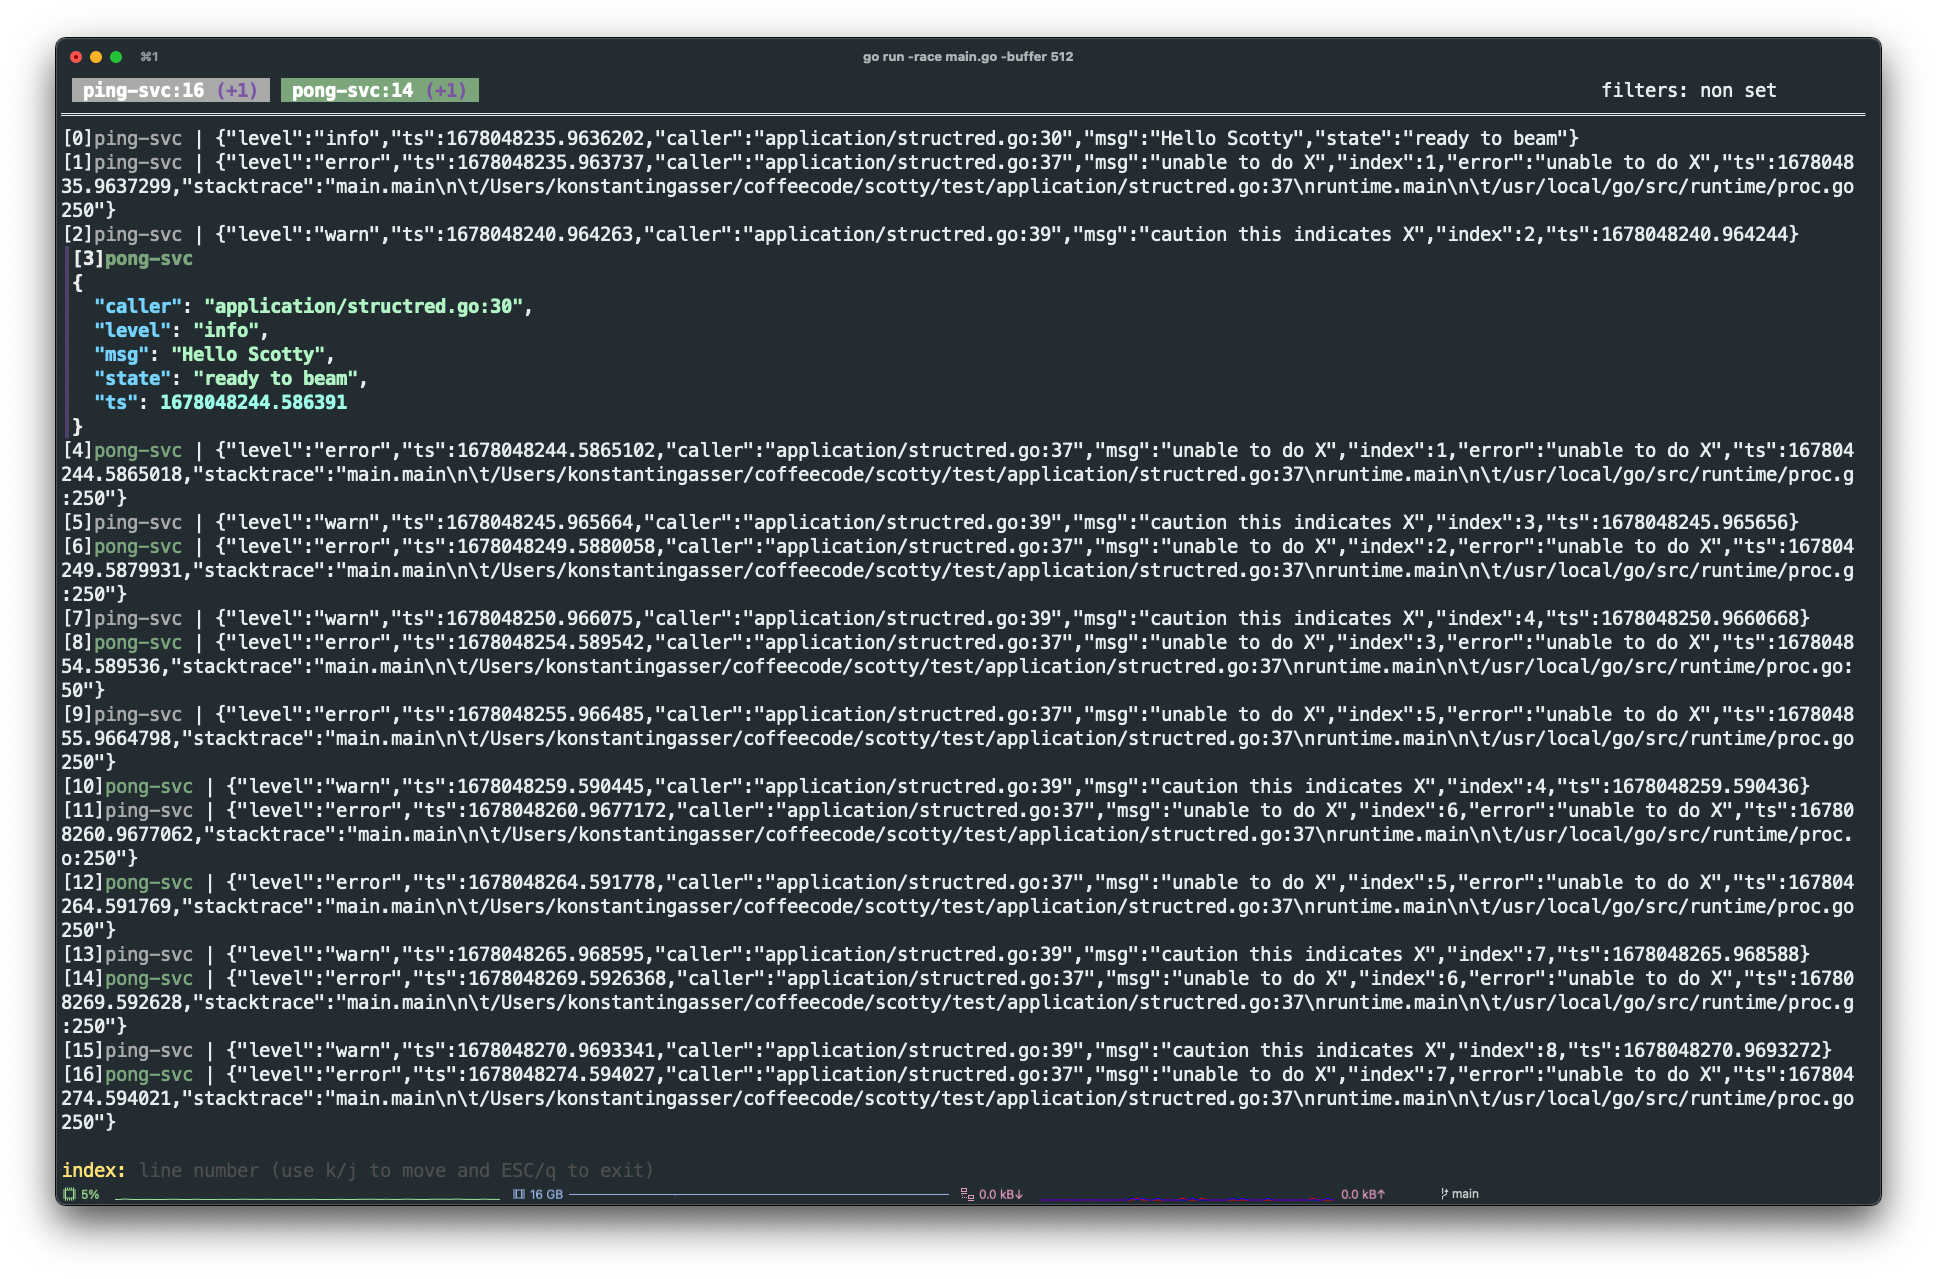 ⌘1
go run -race main.go -buffer 512
ping-svc:16 (+1) pong-svc:14 (+1) filters: non set
[0]ping-svc | {"level":"info","ts":1678048235.9636202,"caller":"application/structred.go:30","msg":"Hello Scotty","state":"ready to beam"}
[1]ping-svc | {"level":"error","ts":1678048235.963737,"caller":"application/structred.go:37","msg":"unable to do X","index":1,"error":"unable to do X","ts":1678048
35.9637299,"stacktrace":"main.main\n\t/Users/konstantingasser/coffeecode/scotty/test/application/structred.go:37\nruntime.main\n\t/usr/local/go/src/runtime/proc.go
250"}
[2]ping-svc | {"level":"warn","ts":1678048240.964263,"caller":"application/structred.go:39","msg":"caution this indicates X","index":2,"ts":1678048240.964244}
[3]pong-svc
{
"caller": "application/structred.go:30",
"level": "info",
"msg": "Hello Scotty",
"state": "ready to beam",
"ts": 1678048244.586391
}
[4]pong-svc | {"level":"error","ts":1678048244.5865102,"caller":"application/structred.go:37","msg":"unable to do X","index":1,"error":"unable to do X","ts":167804
244.5865018,"stacktrace":"main.main\n\t/Users/konstantingasser/coffeecode/scotty/test/application/structred.go:37\nruntime.main\n\t/usr/local/go/src/runtime/proc.g
:250"}
[5]ping-svc | {"level":"warn","ts":1678048245.965664,"caller":"application/structred.go:39","msg":"caution this indicates X","index":3,"ts":1678048245.965656}
[6]pong-svc | {"level":"error","ts":1678048249.5880058,"caller":"application/structred.go:37","msg":"unable to do X","index":2,"error":"unable to do X","ts":167804
249.5879931,"stacktrace":"main.main\n\t/Users/konstantingasser/coffeecode/scotty/test/application/structred.go:37\nruntime.main\n\t/usr/local/go/src/runtime/proc.g
:250"}
[7]ping-svc | {"level":"warn","ts":1678048250.966075,"caller":"application/structred.go:39","msg":"caution this indicates X","index":4,"ts":1678048250.9660668}
[8]pong-svc | {"level":"error","ts":1678048254.589542,"caller":"application/structred.go:37","msg":"unable to do X","index":3,"error":"unable to do X","ts":1678048
54.589536,"stacktrace":"main.main\n\t/Users/konstantingasser/coffeecode/scotty/test/application/structred.go:37\nruntime.main\n\t/usr/local/go/src/runtime/proc.go:
50"}
[9]ping-svc | {"level":"error","ts":1678048255.966485,"caller":"application/structred.go:37","msg":"unable to do X","index":5,"error":"unable to do X","ts":1678048
55.9664798,"stacktrace":"main.main\n\t/Users/konstantingasser/coffeecode/scotty/test/application/structred.go:37\nruntime.main\n\t/usr/local/go/src/runtime/proc.go
250"}
[10]pong-svc | {"level":"warn","ts":1678048259.590445,"caller":"application/structred.go:39","msg":"caution this indicates X","index":4,"ts":1678048259.590436}
[11]ping-svc | {"level":"error","ts":1678048260.9677172,"caller":"application/structred.go:37","msg":"unable to do X","index":6,"error":"unable to do X","ts":16780
8260.9677062,"stacktrace":"main.main\n\t/Users/konstantingasser/coffeecode/scotty/test/application/structred.go:37\nruntime.main\n\t/usr/local/go/src/runtime/proc.
o:250"}
[12]pong-svc | {"level":"error","ts":1678048264.591778,"caller":"application/structred.go:37","msg":"unable to do X","index":5,"error":"unable to do X","ts":167804
264.591769,"stacktrace":"main.main\n\t/Users/konstantingasser/coffeecode/scotty/test/application/structred.go:37\nruntime.main\n\t/usr/local/go/src/runtime/proc.go
250"}
[13]ping-svc | {"level":"warn","ts":1678048265.968595,"caller":"application/structred.go:39","msg":"caution this indicates X","index":7,"ts":1678048265.968588}
[14]pong-svc | {"level":"error","ts":1678048269.5926368,"caller":"application/structred.go:37","msg":"unable to do X","index":6,"error":"unable to do X","ts":16780
8269.592628,"stacktrace":"main.main\n\t/Users/konstantingasser/coffeecode/scotty/test/application/structred.go:37\nruntime.main\n\t/usr/local/go/src/runtime/proc.g
:250"}
[15]ping-svc | {"level":"warn","ts":1678048270.9693341,"caller":"application/structred.go:39","msg":"caution this indicates X","index":8,"ts":1678048270.9693272}
[16]pong-svc | {"level":"error","ts":1678048274.594027,"caller":"application/structred.go:37","msg":"unable to do X","index":7,"error":"unable to do X","ts":167804
274.594021,"stacktrace":"main.main\n\t/Users/konstantingasser/coffeecode/scotty/test/application/structred.go:37\nruntime.main\n\t/usr/local/go/src/runtime/proc.go
250"}
index: line number (use k/j to move and ESC/q to exit)
5% 16 GB 0.0 kB↓ 0.0 kB↑ main